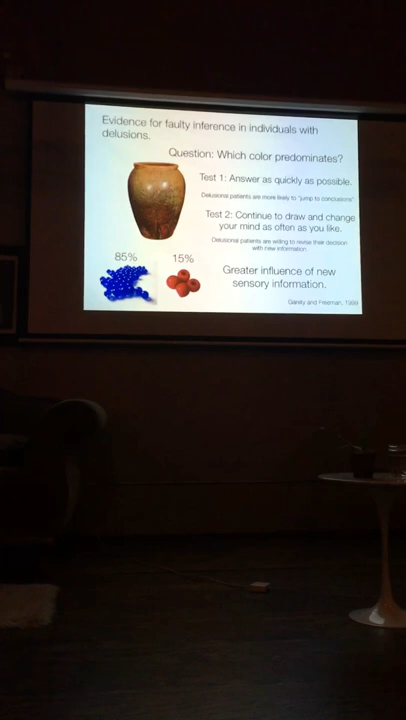 Evidence for faulty inference in individuals with
delusions.
Question: Which color predominates?
Test 1: Answer as quickly as possible.
Delusional patients are more likely to "jump to conclusions"
Test 2: Continue to draw and change
your mind as often as you like.
Delusional patients are willing to revise their decision
with new information.
85%
15%
Greater influence of new
sensory information.
Garety and Freeman, 1999